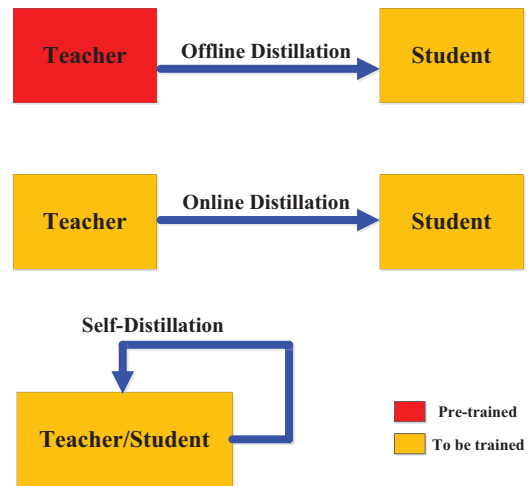 Teacher
Offline Distillation
Student
Teacher
Online Distillation
Student
Self-Distillation
Teacher/Student
Pre-trained
To be trained